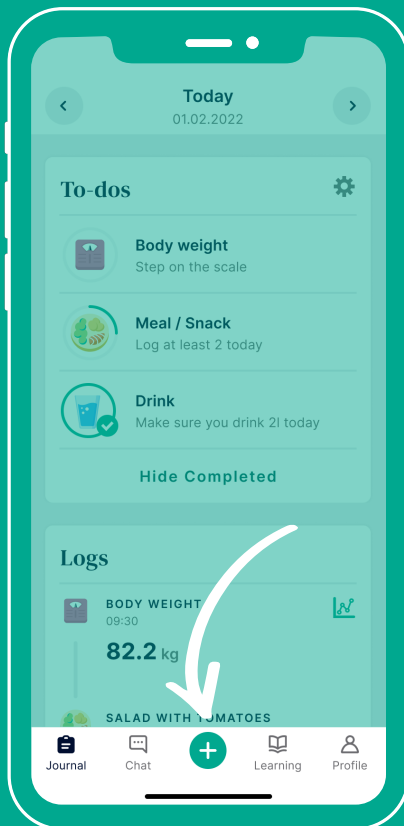 Today
01.02.2022
To-dos
Body weight
Step on the scale
Meal / Snack
Log at least 2 today
Drink
Make sure you drink 2l today
Hide Completed
Logs
BODY WEIGHT
09:30
82.2 kg
SALAD WITH TOMATOES
Journal
Chat
Learning
Profile